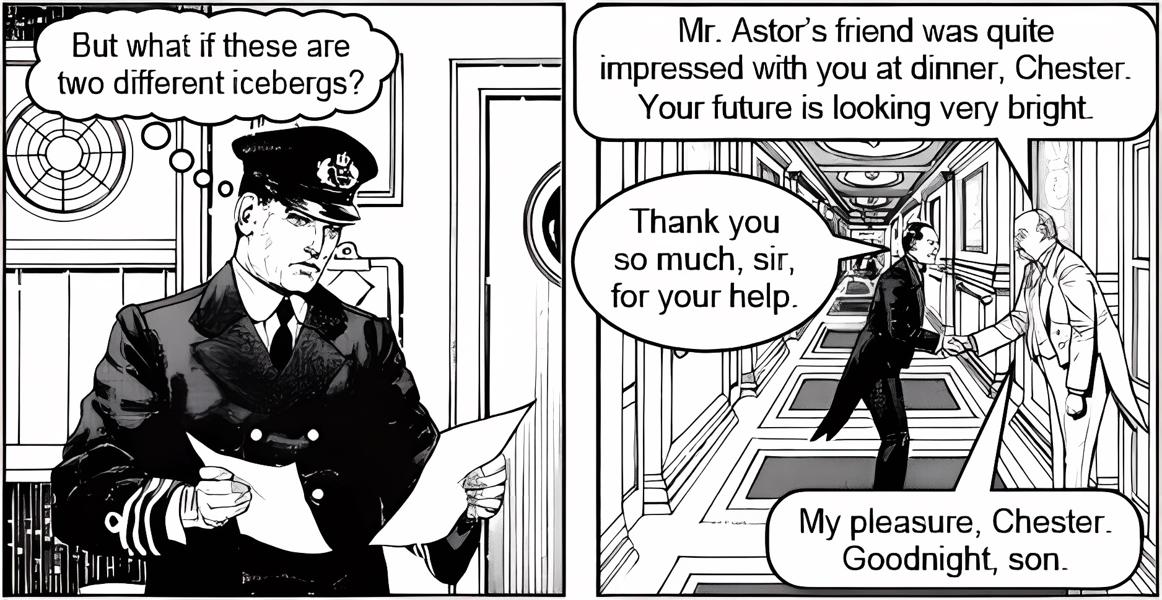 But what if these are
two different icebergs?
Mr. Astor's friend was quite
impressed with you at dinner, Chester.
Your future is looking very bright.
Thank you
so much, sir,
for your help.
My pleasure, Chester.
Goodnight, son.